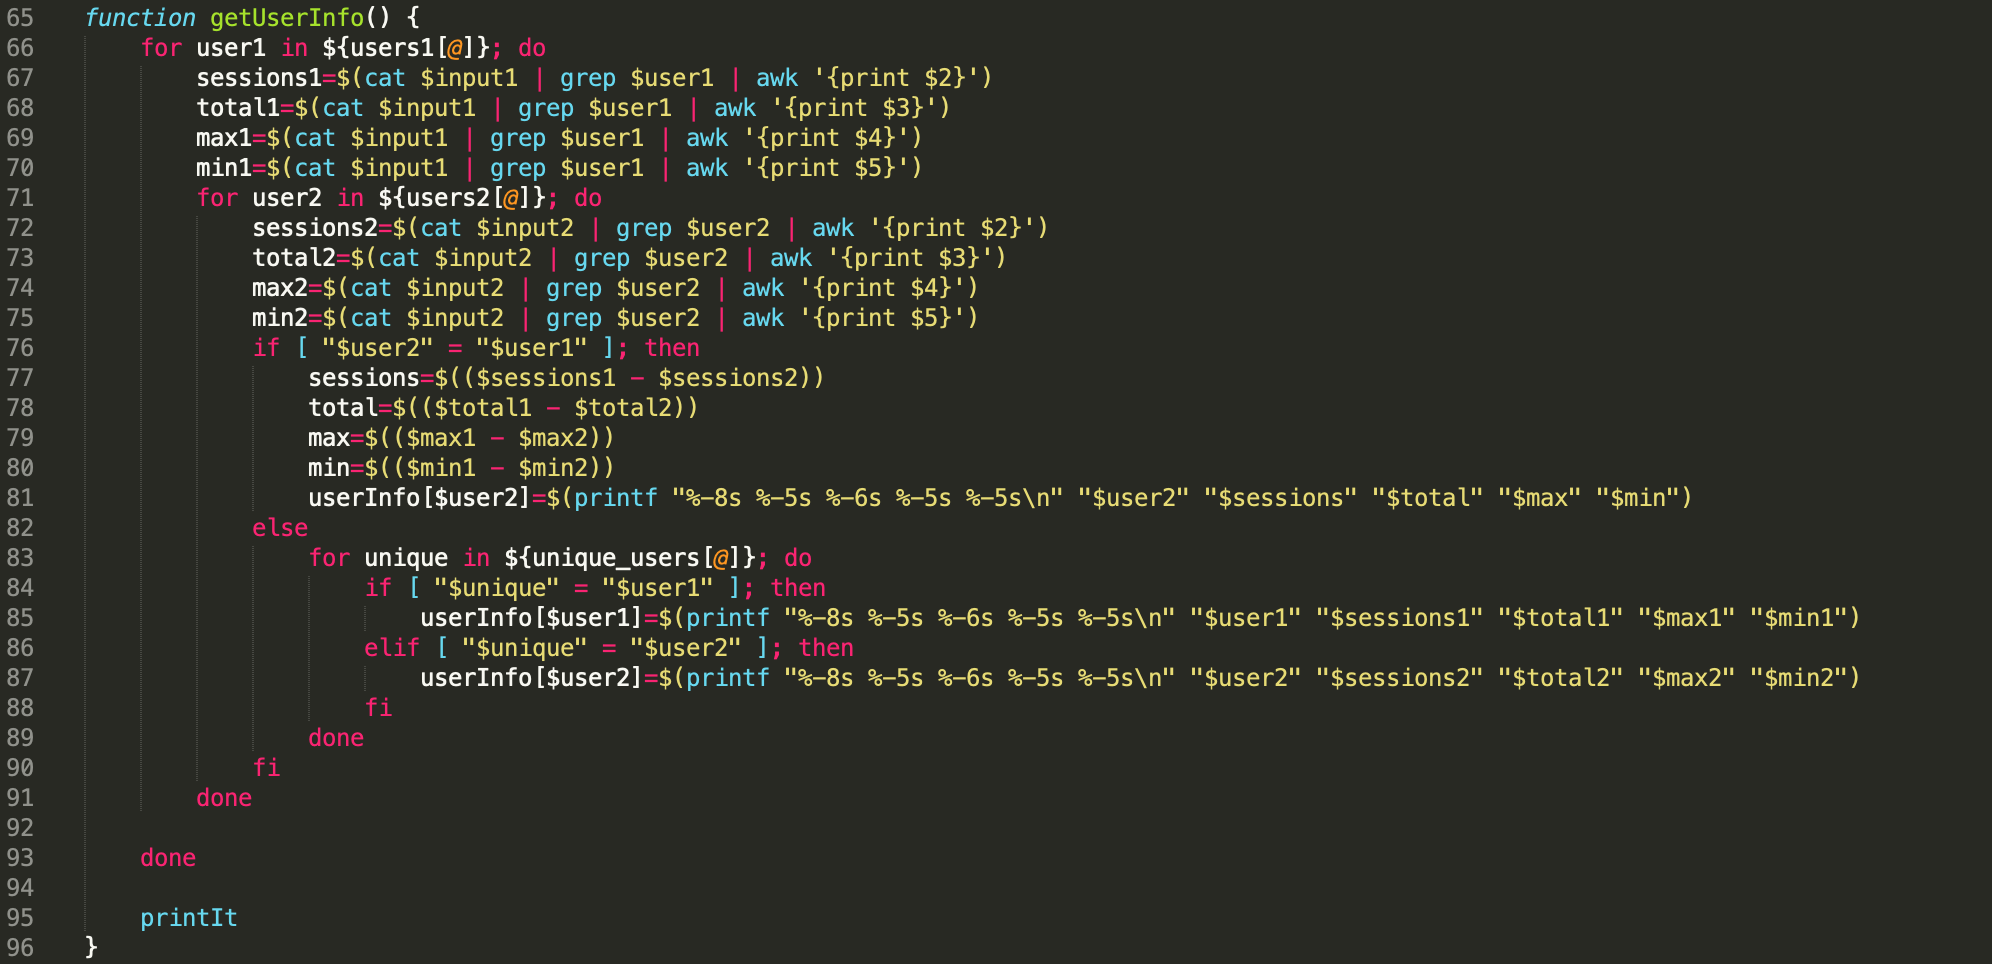 65 function getUserInfo() {
66 for user1 in ${users1[@]}; do
67 sessions1=$(cat $input1 | grep $user1 | awk '{print $2}')
68 total1=$(cat $input1 | grep $user1 | awk '{print $3}')
69 max1=$(cat $input1 | grep $user1 | awk '{print $4}')
70 min1=$(cat $input1 | grep $user1 | awk '{print $5}')
71 for user2 in ${users2[@]}; do
72 sessions2=$(cat $input2 | grep $user2 | awk '{print $2}')
73 total2=$(cat $input2 | grep $user2 | awk '{print $3}')
74 max2=$(cat $input2 | grep $user2 | awk '{print $4}')
75 min2=$(cat $input2 | grep $user2 | awk '{print $5}')
76 if [ "$user2" = "$user1" ]; then
77 sessions=$(($sessions1 - $sessions2))
78 total=$(($total1 - $total2))
79 max=$(($max1 - $max2))
80 min=$(($min1 - $min2))
81 userInfo[$user2]=$(printf "%-8s %-5s %-6s %-5s %-5s\n" "$user2" "$sessions" "$total" "$max" "$min")
82 else
83 for unique in ${unique_users[@]}; do
84 if [ "$unique" = "$user1" ]; then
85 userInfo[$user1]=$(printf "%-8s %-5s %-6s %-5s %-5s\n" "$user1" "$sessions1" "$total1" "$max1" "$min1")
86 elif [ "$unique" = "$user2" ]; then
87 userInfo[$user2]=$(printf "%-8s %-5s %-6s %-5s %-5s\n" "$user2" "$sessions2" "$total2" "$max2" "$min2")
88 fi
89 done
90 fi
91 done
92
93 done
94
95 printIt
96 }